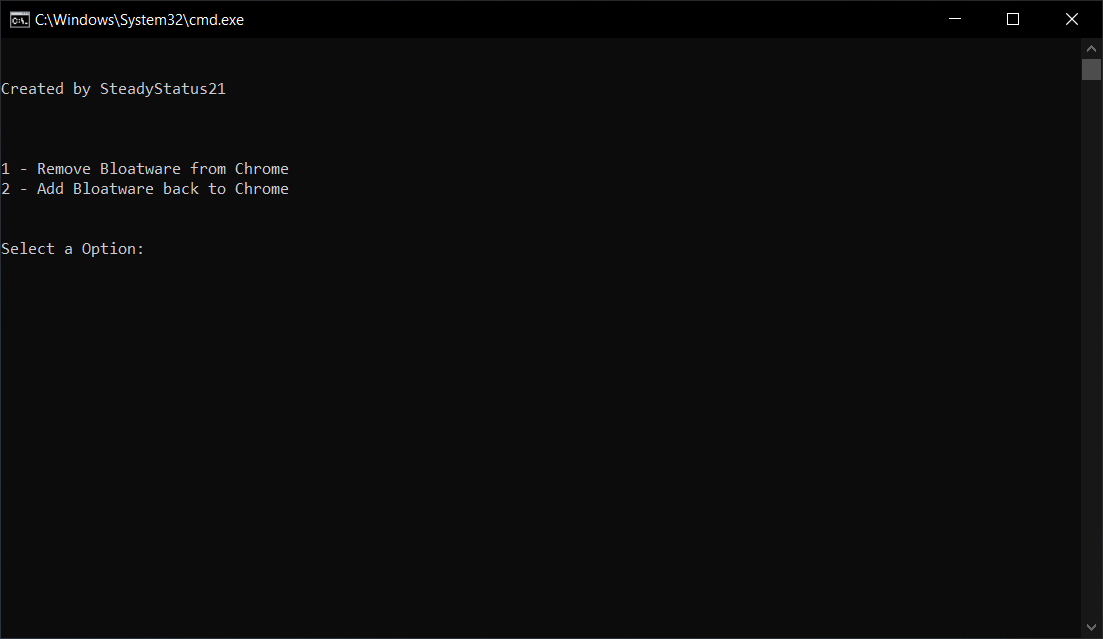 C:\Windows\System32\cmd.exe
Created by SteadyStatus21
1 - Remove Bloatware from Chrome
2 - Add Bloatware back to Chrome
Select a Option: